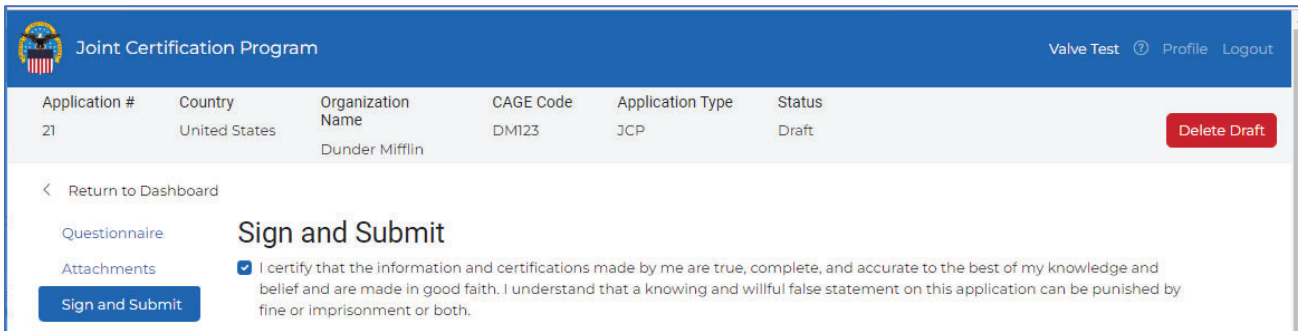 Joint Certification Program
Valve Test ? Profile Logout
Application # Country Organization Name CAGE Code Application Type Status
21 United States Dunder Mifflin DM123 JCP Draft
Delete Draft
< Return to Dashboard
Questionnaire
Attachments
Sign and Submit
Sign and Submit
I certify that the information and certifications made by me are true, complete, and accurate to the best of my knowledge and
belief and are made in good faith. I understand that a knowing and willful false statement on this application can be punished by
fine or imprisonment or both.